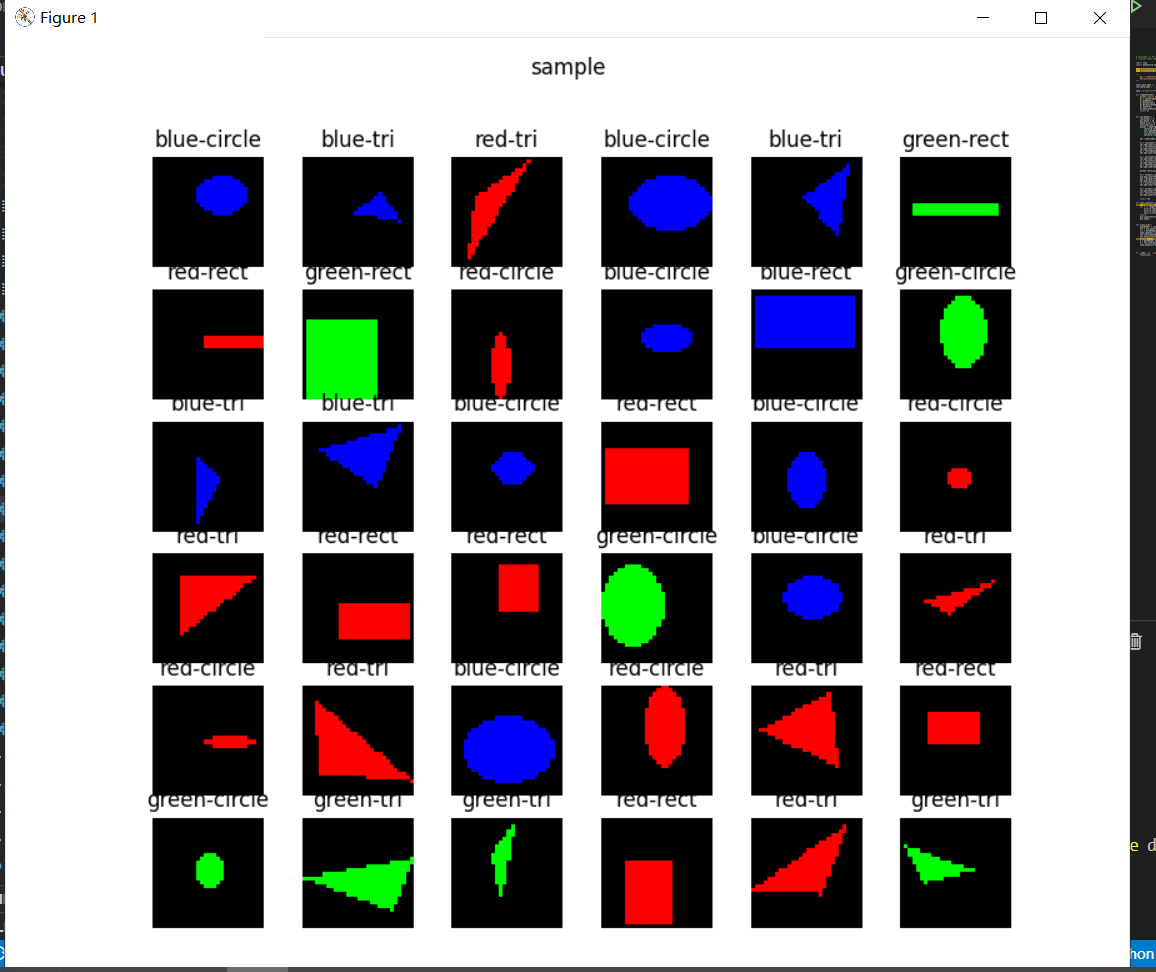 Figure 1
sample
blue-circle blue-tri red-tri blue-circle blue-tri green-rect
red-rect green-rect red-circle blue-circle blue-rect green-circle
blue-tri blue-tri blue-circle red-rect blue-circle red-circle
red-tri red-rect red-rect green-circle blue-circle red-tri
red-circle red-tri blue-circle red-circle red-tri red-rect
green-circle green-tri green-tri red-rect red-tri green-tri
e d
hon